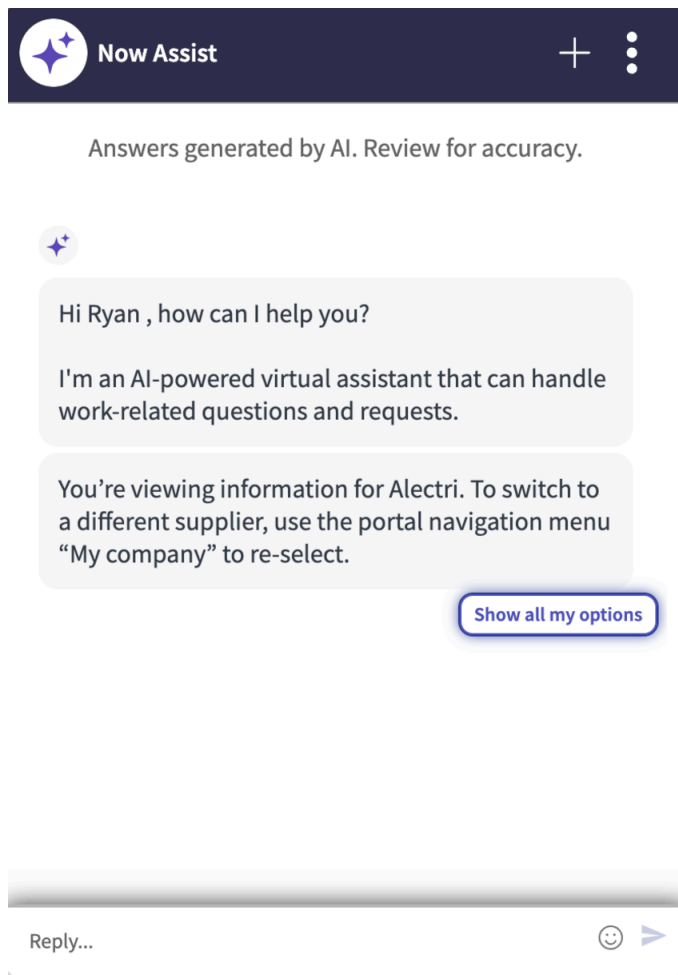 Now Assist
Answers generated by AI. Review for accuracy.
Hi Ryan , how can I help you?
I'm an AI-powered virtual assistant that can handle
work-related questions and requests.
You’re viewing information for Alectri. To switch to
a different supplier, use the portal navigation menu
“My company” to re-select.
Show all my options
Reply...